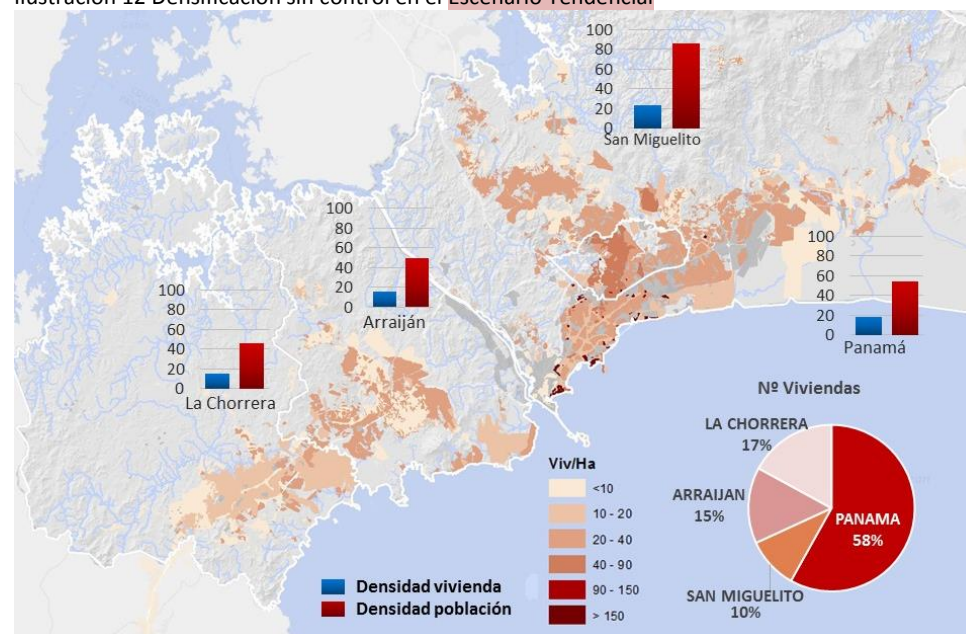 Ilustración 12 Densificación sin control en el Escenario Tendencial
100
80
60
40
20
0
San Miguelito
100
80
60
40
20
0
Arraiján
100
80
60
40
20
0
La Chorrera
100
80
60
40
20
0
Panamá
Nº Viviendas
LA CHORRERA
17%
ARRAIJAN
15%
PANAMA
58%
SAN MIGUELITO
10%
Viv/Ha
<10
10 - 20
20 - 40
40 - 90
90 - 150
> 150
Densidad vivienda
Densidad población